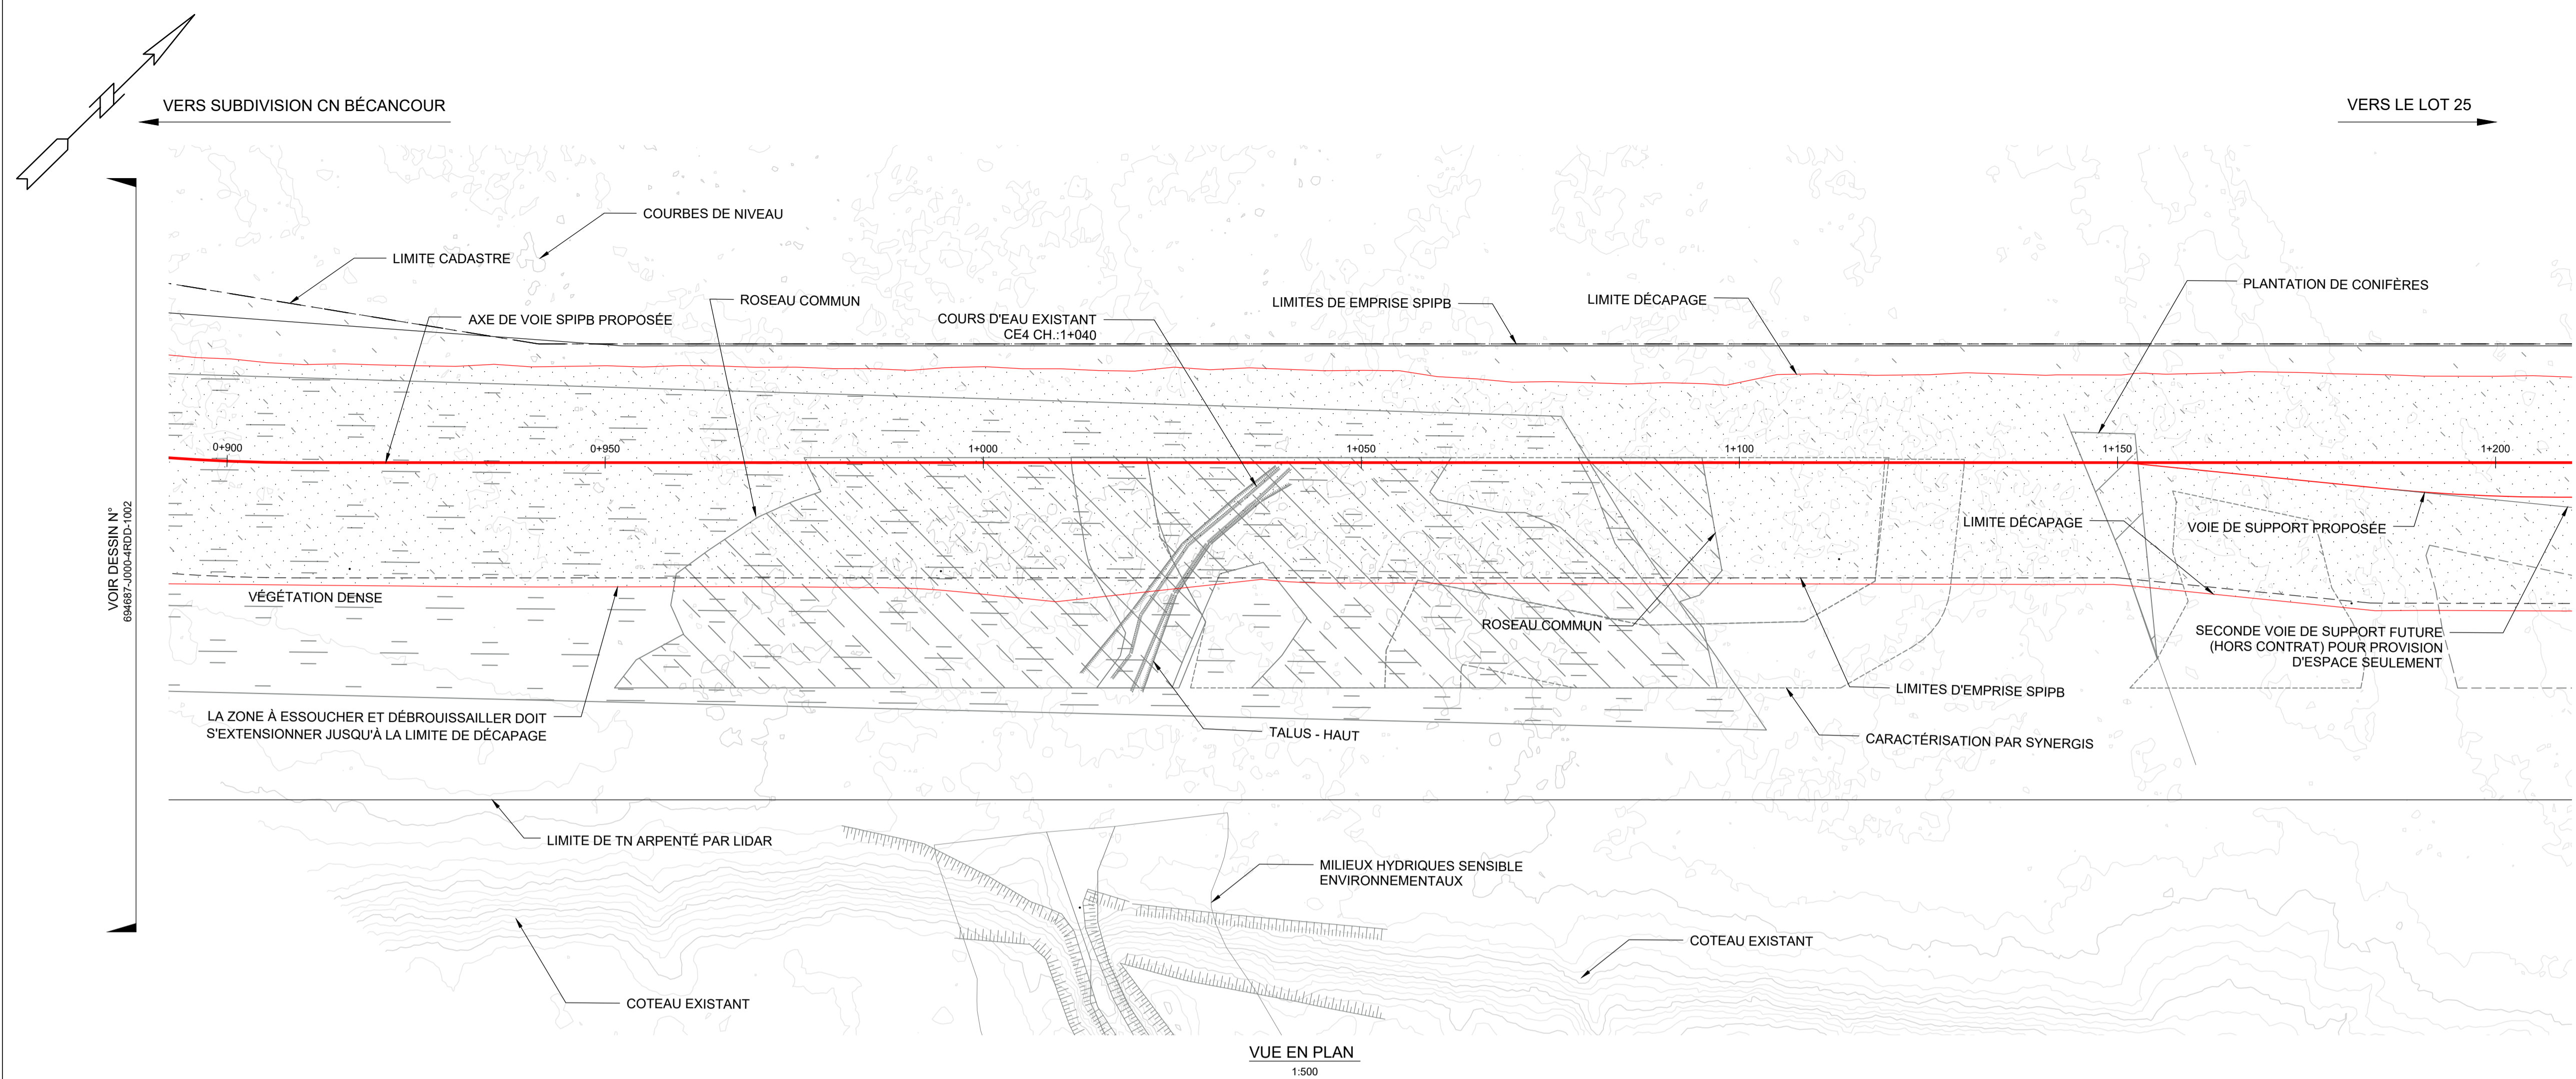 VERS SUBDIVISION CN BÉCANCOUR
VERS LE LOT 25
COURBES DE NIVEAU
LIMITE CADASTRE
PLANTATION DE CONIFÈRES
ROSEAU COMMUN
LIMITES DE EMPRISE SPIPB
LIMITE DÉCAPAGE
AXE DE VOIE SPIPB PROPOSÉE
COURS D'EAU EXISTANT
CE4 CH.:1+040
0+900
0+950
1+000
1+050
1+100
1+150
1+200
VOIR DESSIN N°
694687-J000-4RDD-1002
LIMITE DÉCAPAGE
VOIE DE SUPPORT PROPOSÉE
VÉGÉTATION DENSE
ROSEAU COMMUN
SECONDE VOIE DE SUPPORT FUTURE
(HORS CONTRAT) POUR PROVISION
D'ESPACE SEULEMENT
LIMITES D'EMPRISE SPIPB
LA ZONE À ESSOUCHER ET DÉBROUISSAILLER DOIT
S'EXTENSIONNER JUSQU'À LA LIMITE DE DÉCAPAGE
TALUS - HAUT
CARACTÉRISATION PAR SYNERGIS
LIMITE DE TN ARPENTÉ PAR LIDAR
MILIEUX HYDRIQUES SENSIBLE
ENVIRONNEMENTAUX
COTEAU EXISTANT
COTEAU EXISTANT
VUE EN PLAN
1:500